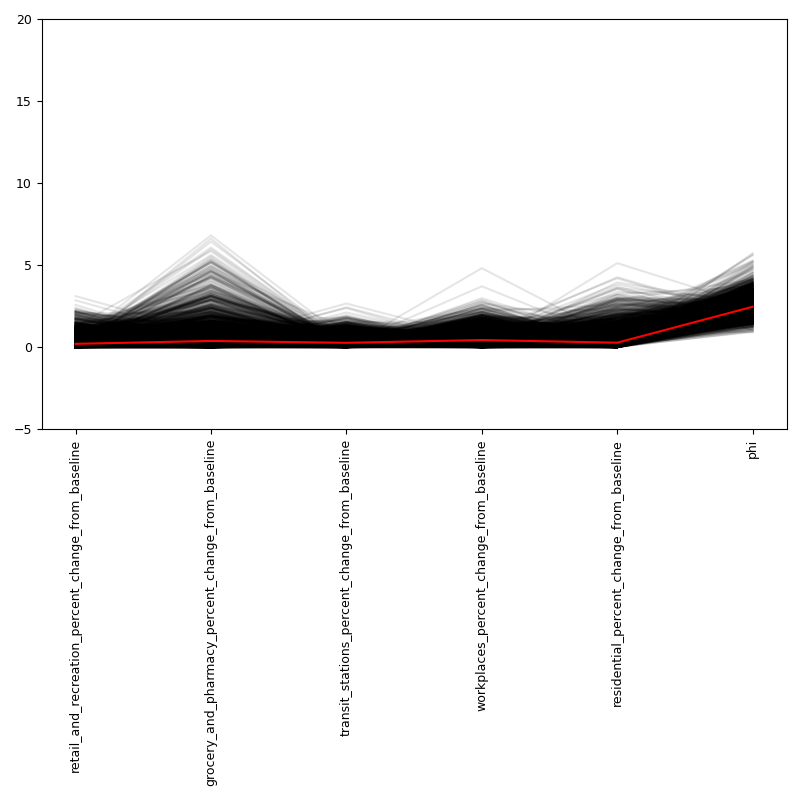 20
15
10
5
0
−5
retail_and_recreation_percent_change_from_baseline
grocery_and_pharmacy_percent_change_from_baseline
transit_stations_percent_change_from_baseline
workplaces_percent_change_from_baseline
residential_percent_change_from_baseline
phi